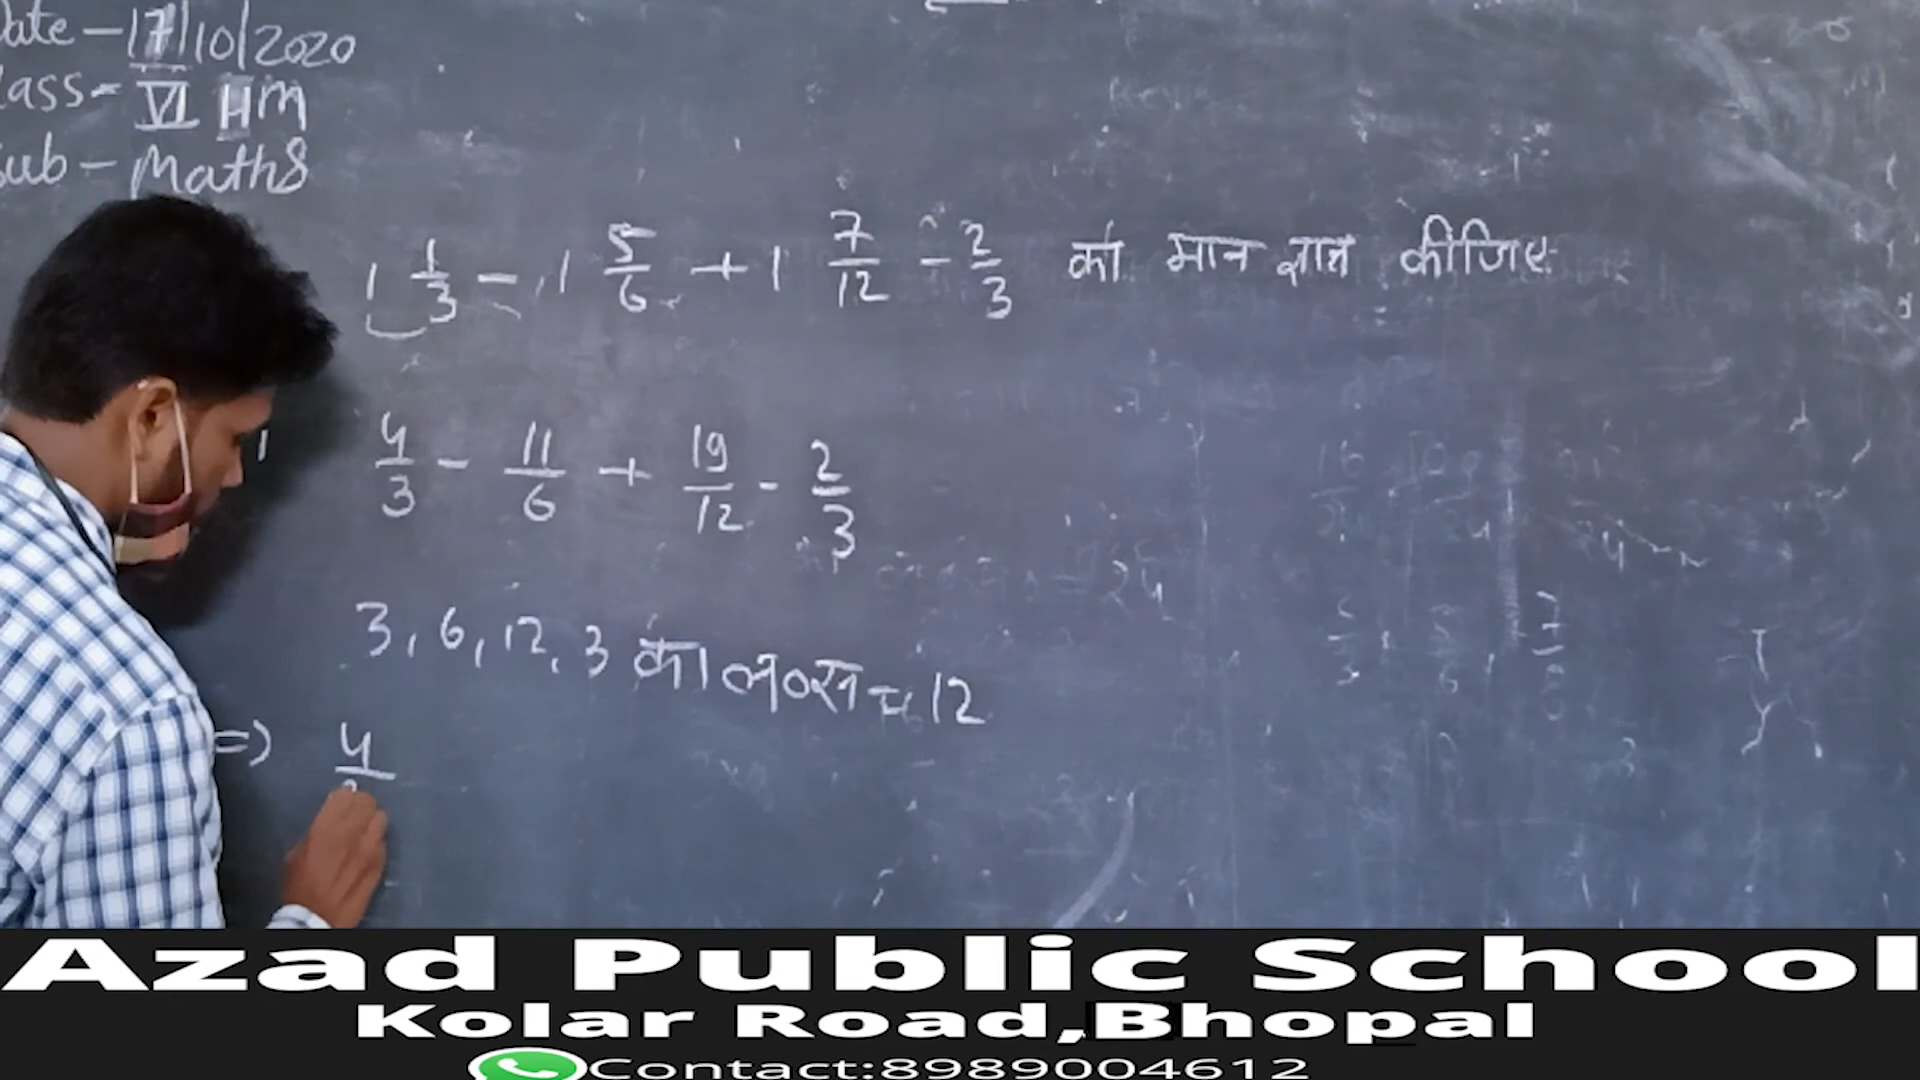 Date – 17/10/2020
Class – VI HM
Sub – Maths
1 1/3 – 1 5/6 + 1 7/12 – 2/3 का मान ज्ञात कीजिए
4/3 – 11/6 + 19/12 – 2/3
3, 6, 12, 3 का ल०स० = 12
=) 4
Azad Public School
Kolar Road,Bhopal
Contact:8989004612